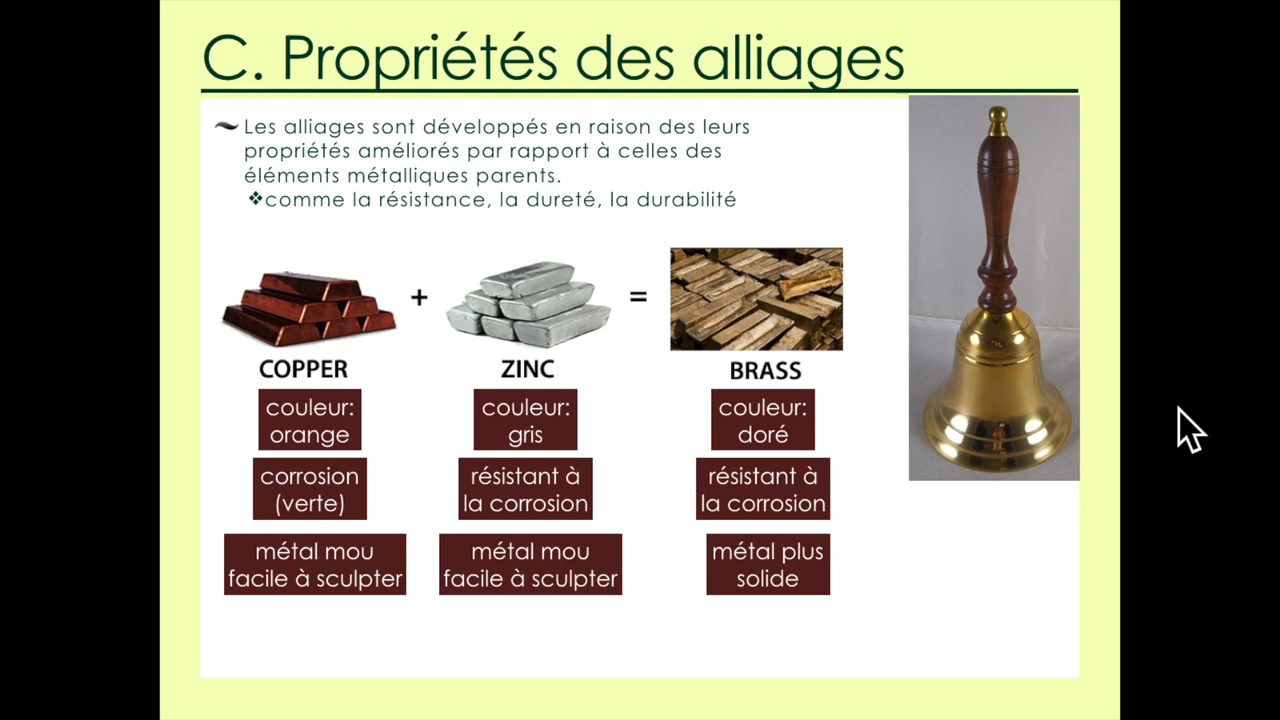 C. Propriétés des alliages
Les alliages sont développés en raison des leurs
propriétés améliorés par rapport à celles des
éléments métalliques parents.
❖comme la résistance, la dureté, la durabilité
+
=
COPPER
ZINC
BRASS
couleur:
orange
couleur:
gris
couleur:
doré
corrosion
(verte)
résistant à
la corrosion
résistant à
la corrosion
métal mou
facile à sculpter
métal mou
facile à sculpter
métal plus
solide